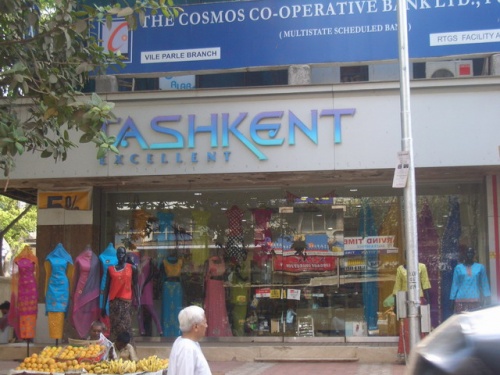 THE COSMOS CO-OPERATIVE BANK LTD.,
( MULTISTATE SCHEDULED BANK )
VILE PARLE BRANCH
RTGS FACILITY
TASHKENT
EXCELLENT